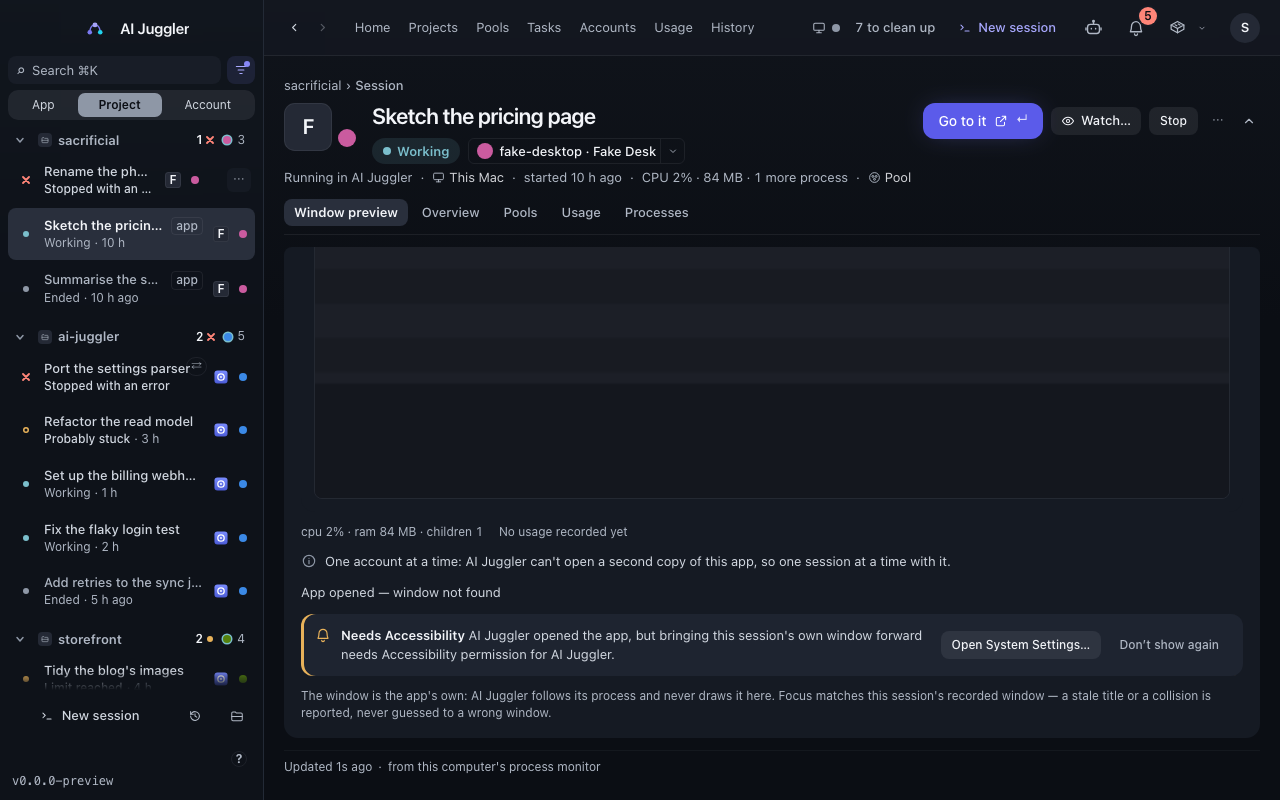 AI Juggler
Search ⌘K
App Project Account
sacrificial 1 3
Rename the ph... F
Stopped with an ...
Sketch the pricin... app
Working · 10 h F
Summarise the s... app
Ended · 10 h ago F
ai-juggler 2 5
Port the settings parser
Stopped with an error
Refactor the read model
Probably stuck · 3 h
Set up the billing webh...
Working · 1 h
Fix the flaky login test
Working · 2 h
Add retries to the sync j...
Ended · 5 h ago
storefront 2 4
Tidy the blog's images
Limit reached · 4 h
New session
?
v0.0.0-preview
Home Projects Pools Tasks Accounts Usage History 7 to clean up New session 5 S
sacrificial › Session
F
Sketch the pricing page
Working fake-desktop · Fake Desk
Go to it Watch... Stop ...
Running in AI Juggler · This Mac · started 10 h ago · CPU 2% · 84 MB · 1 more process · Pool
Window preview Overview Pools Usage Processes
cpu 2% · ram 84 MB · children 1 No usage recorded yet
One account at a time: AI Juggler can't open a second copy of this app, so one session at a time with it.
App opened — window not found
Needs Accessibility AI Juggler opened the app, but bringing this session's own window forward
needs Accessibility permission for AI Juggler.
Open System Settings... Don't show again
The window is the app's own: AI Juggler follows its process and never draws it here. Focus matches this session's recorded window — a stale title or a collision is
reported, never guessed to a wrong window.
Updated 1s ago · from this computer's process monitor